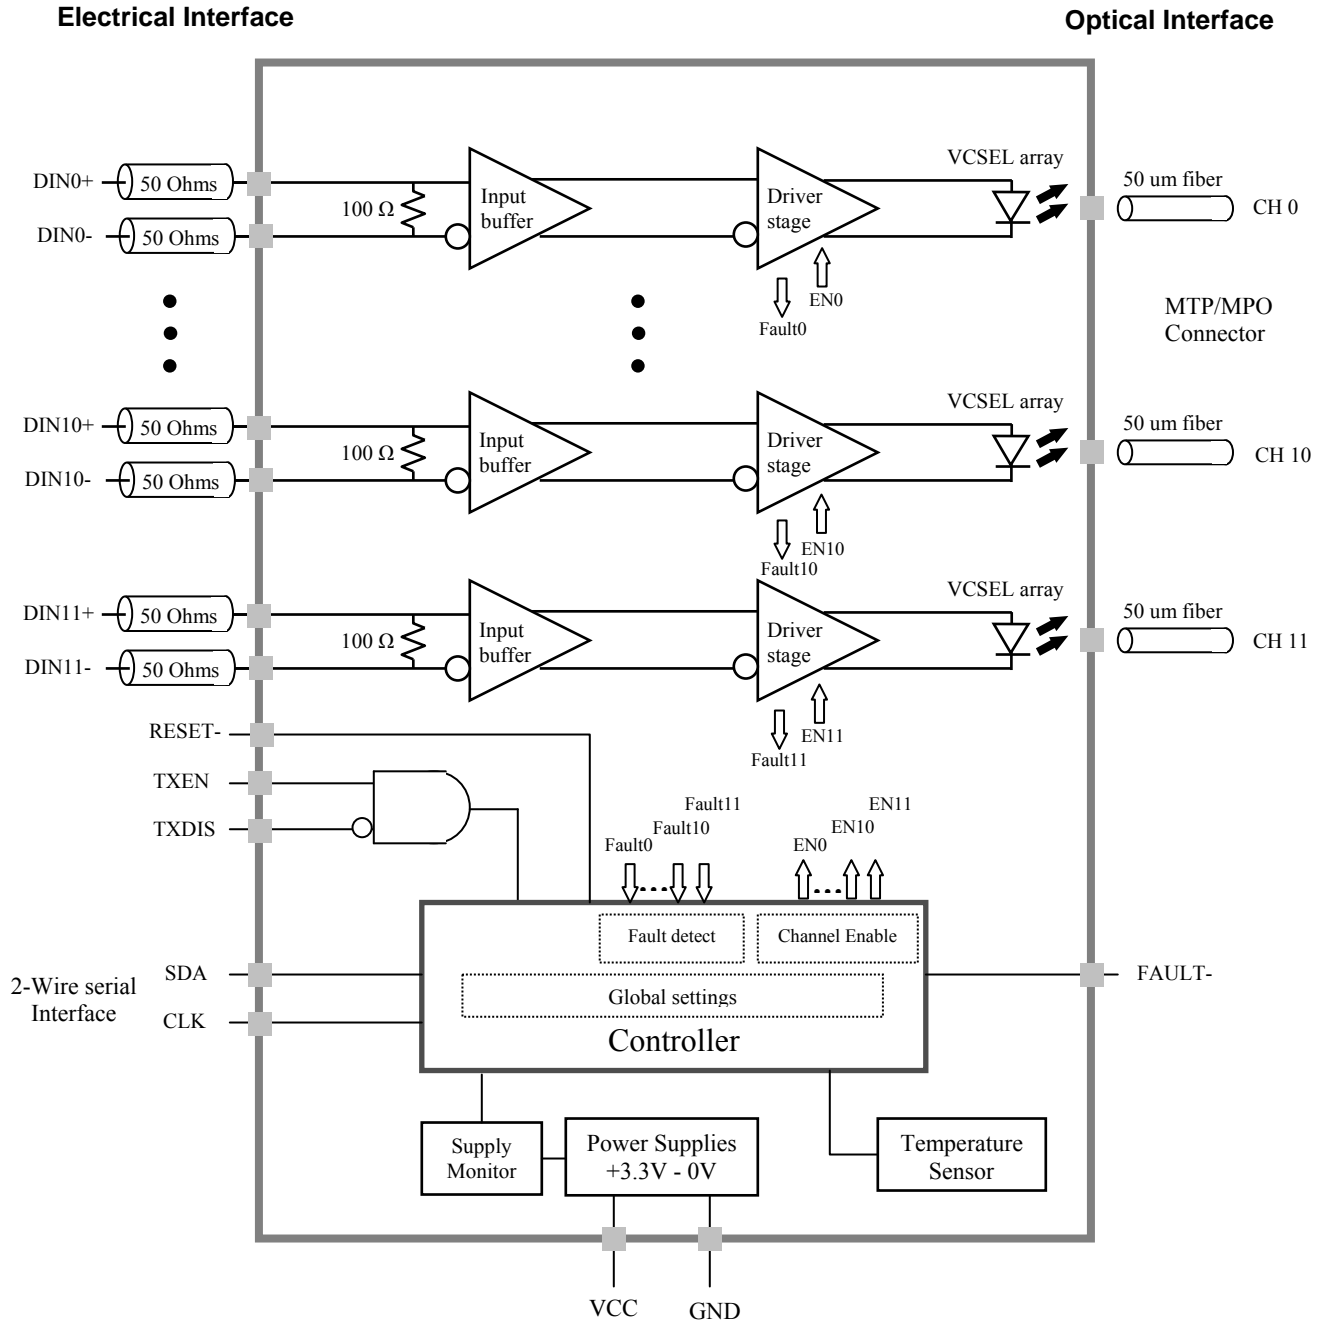 Electrical Interface
Optical Interface
DIN0+
50 Ohms
DIN0-
50 Ohms
100 Ω
Input
buffer
Driver
stage
VCSEL array
50 um fiber
CH 0
EN0
Fault0
MTP/MPO
Connector
DIN10+
50 Ohms
DIN10-
50 Ohms
100 Ω
Input
buffer
Driver
stage
VCSEL array
50 um fiber
CH 10
EN10
Fault10
DIN11+
50 Ohms
DIN11-
50 Ohms
100 Ω
Input
buffer
Driver
stage
VCSEL array
50 um fiber
CH 11
EN11
Fault11
RESET-
TXEN
TXDIS
Fault11
Fault10
Fault0
EN11
EN10
EN0
Fault detect
Channel Enable
Global settings
Controller
2-Wire serial
Interface
SDA
CLK
FAULT-
Supply
Monitor
Power Supplies
+3.3V - 0V
Temperature
Sensor
VCC
GND